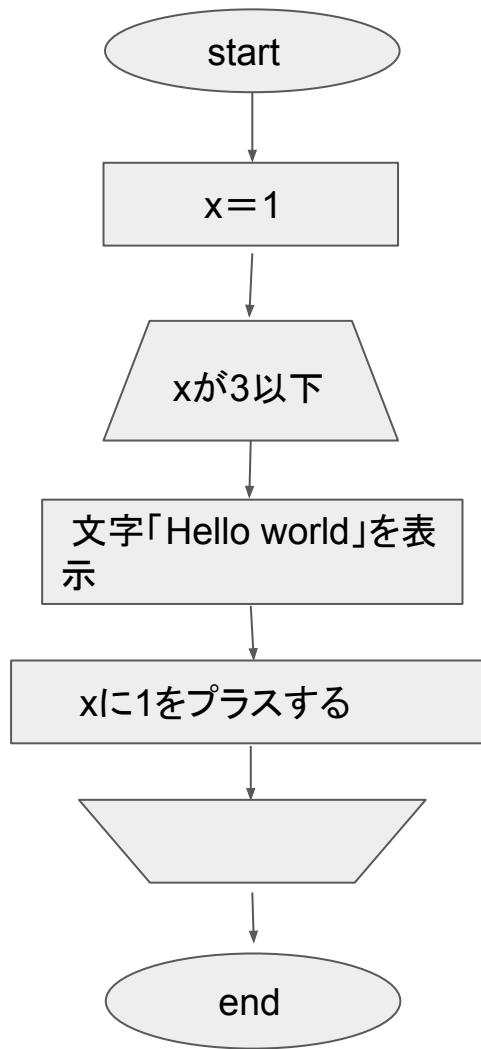 start
x＝1
xが3以下
文字「Hello world」を表
示
xに1をプラスする
end